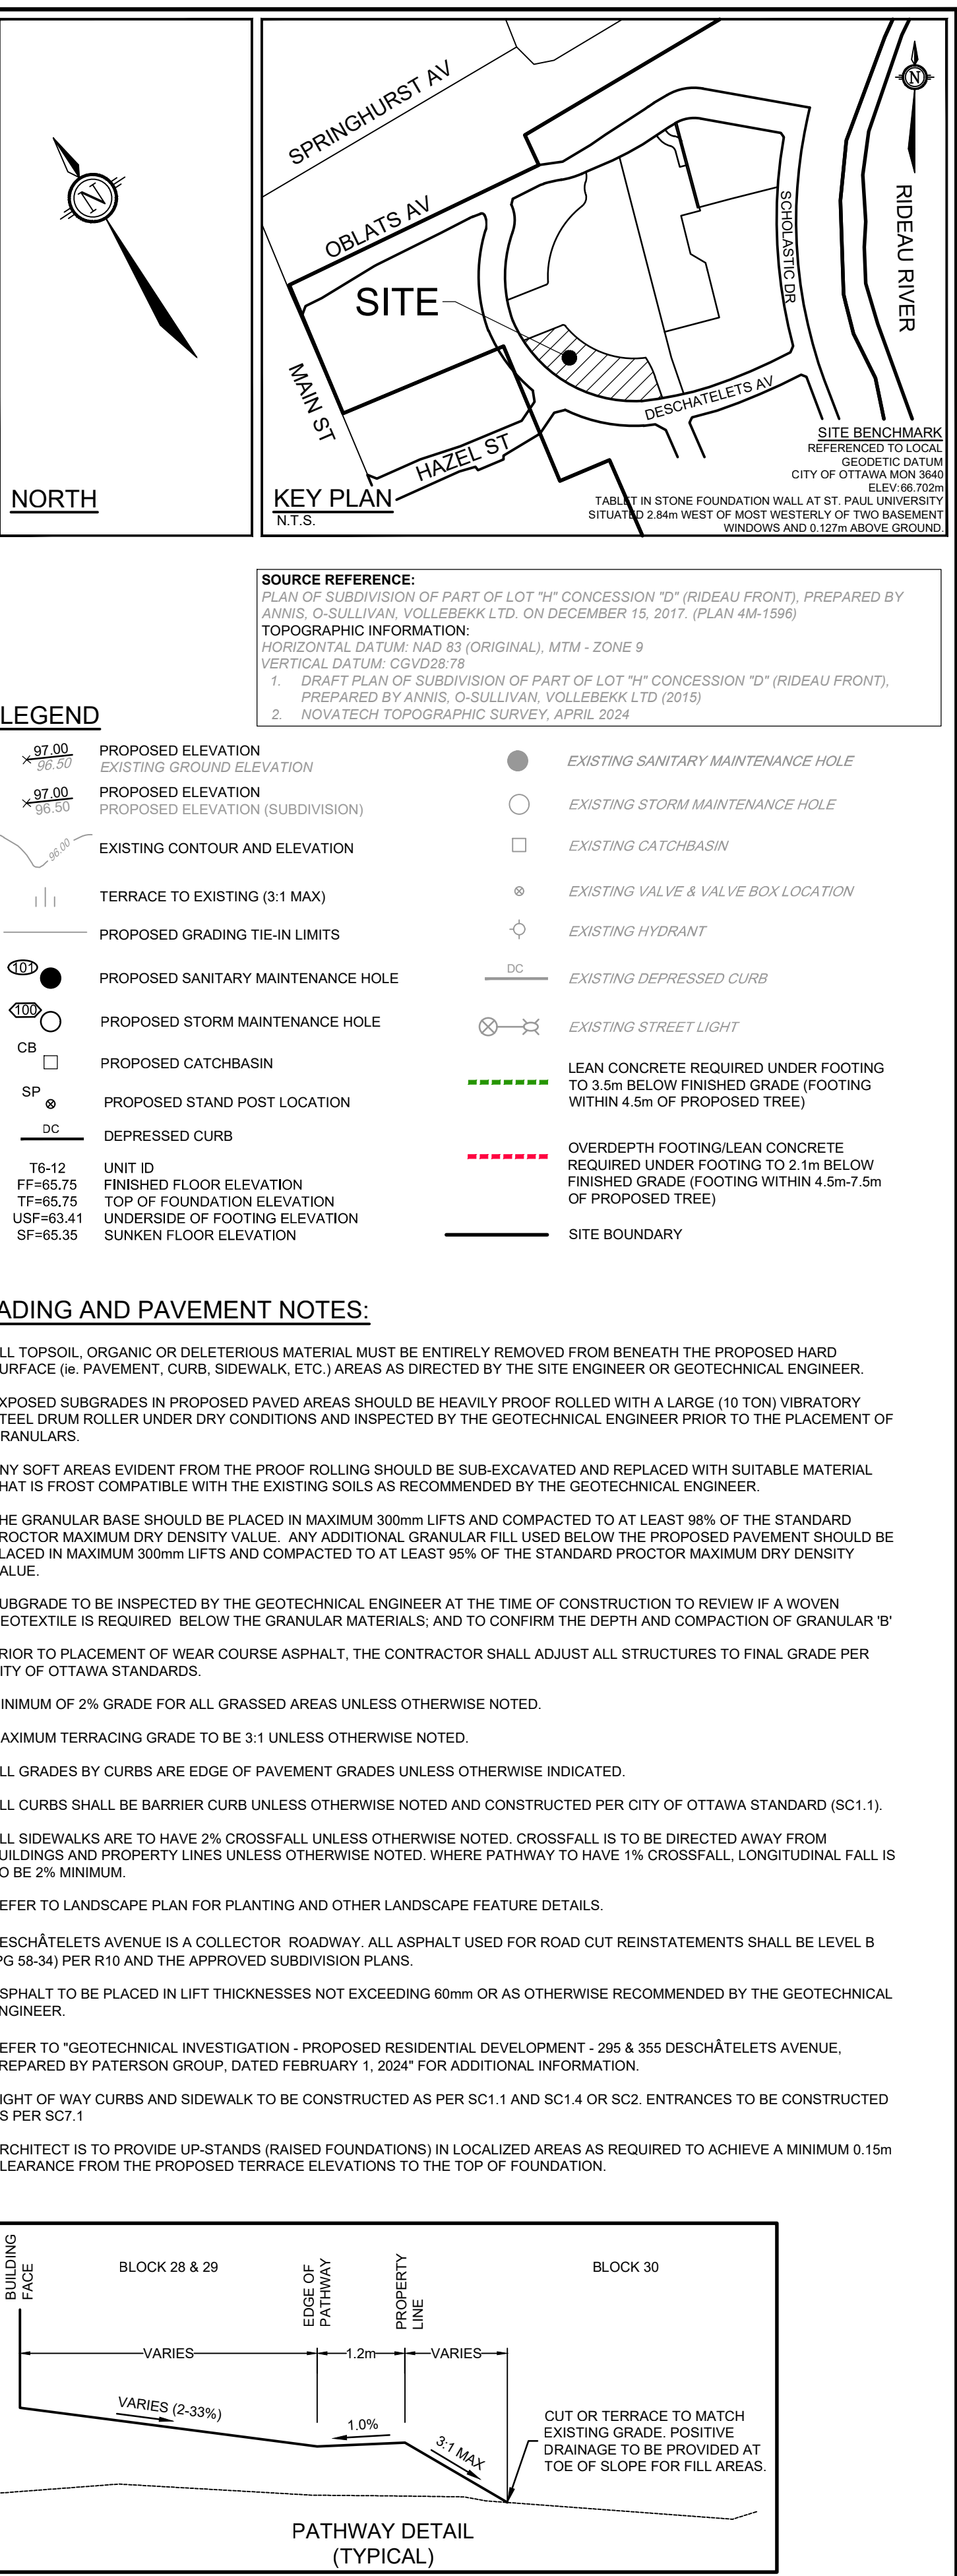 SPRINGHURST AV
OBLATS AV
SITE
MAIN ST
HAZEL ST
DESCHATELETS AV
SCHOLASTIC DR
RIDEAU RIVER
N
N
NORTH
KEY PLAN
N.T.S.
SITE BENCHMARK
REFERENCED TO LOCAL
GEODETIC DATUM
CITY OF OTTAWA MON 3640
ELEV:66.702m
TABLET IN STONE FOUNDATION WALL AT ST. PAUL UNIVERSITY
SITUATED 2.84m WEST OF MOST WESTERLY OF TWO BASEMENT
WINDOWS AND 0.127m ABOVE GROUND.
SOURCE REFERENCE:
PLAN OF SUBDIVISION OF PART OF LOT "H" CONCESSION "D" (RIDEAU FRONT), PREPARED BY
ANNIS, O-SULLIVAN, VOLLEBEKK LTD. ON DECEMBER 15, 2017. (PLAN 4M-1596)
TOPOGRAPHIC INFORMATION:
HORIZONTAL DATUM: NAD 83 (ORIGINAL), MTM - ZONE 9
VERTICAL DATUM: CGVD28:78
1. DRAFT PLAN OF SUBDIVISION OF PART OF LOT "H" CONCESSION "D" (RIDEAU FRONT),
PREPARED BY ANNIS, O-SULLIVAN, VOLLEBEKK LTD (2015)
2. NOVATECH TOPOGRAPHIC SURVEY, APRIL 2024
LEGEND
97.00 PROPOSED ELEVATION
96.50 EXISTING GROUND ELEVATION
97.00 PROPOSED ELEVATION
96.50 PROPOSED ELEVATION (SUBDIVISION)
96.00 EXISTING CONTOUR AND ELEVATION
TERRACE TO EXISTING (3:1 MAX)
PROPOSED GRADING TIE-IN LIMITS
101 PROPOSED SANITARY MAINTENANCE HOLE
100 PROPOSED STORM MAINTENANCE HOLE
CB PROPOSED CATCHBASIN
SP PROPOSED STAND POST LOCATION
DC DEPRESSED CURB
T6-12 UNIT ID
FF=65.75 FINISHED FLOOR ELEVATION
TF=65.75 TOP OF FOUNDATION ELEVATION
USF=63.41 UNDERSIDE OF FOOTING ELEVATION
SF=65.35 SUNKEN FLOOR ELEVATION
EXISTING SANITARY MAINTENANCE HOLE
EXISTING STORM MAINTENANCE HOLE
EXISTING CATCHBASIN
EXISTING VALVE & VALVE BOX LOCATION
EXISTING HYDRANT
DC EXISTING DEPRESSED CURB
EXISTING STREET LIGHT
LEAN CONCRETE REQUIRED UNDER FOOTING
TO 3.5m BELOW FINISHED GRADE (FOOTING
WITHIN 4.5m OF PROPOSED TREE)
OVERDEPTH FOOTING/LEAN CONCRETE
REQUIRED UNDER FOOTING TO 2.1m BELOW
FINISHED GRADE (FOOTING WITHIN 4.5m-7.5m
OF PROPOSED TREE)
SITE BOUNDARY
ADING AND PAVEMENT NOTES:
LL TOPSOIL, ORGANIC OR DELETERIOUS MATERIAL MUST BE ENTIRELY REMOVED FROM BENEATH THE PROPOSED HARD
URFACE (ie. PAVEMENT, CURB, SIDEWALK, ETC.) AREAS AS DIRECTED BY THE SITE ENGINEER OR GEOTECHNICAL ENGINEER.
XPOSED SUBGRADES IN PROPOSED PAVED AREAS SHOULD BE HEAVILY PROOF ROLLED WITH A LARGE (10 TON) VIBRATORY
TEEL DRUM ROLLER UNDER DRY CONDITIONS AND INSPECTED BY THE GEOTECHNICAL ENGINEER PRIOR TO THE PLACEMENT OF
RANULARS.
NY SOFT AREAS EVIDENT FROM THE PROOF ROLLING SHOULD BE SUB-EXCAVATED AND REPLACED WITH SUITABLE MATERIAL
HAT IS FROST COMPATIBLE WITH THE EXISTING SOILS AS RECOMMENDED BY THE GEOTECHNICAL ENGINEER.
HE GRANULAR BASE SHOULD BE PLACED IN MAXIMUM 300mm LIFTS AND COMPACTED TO AT LEAST 98% OF THE STANDARD
ROCTOR MAXIMUM DRY DENSITY VALUE. ANY ADDITIONAL GRANULAR FILL USED BELOW THE PROPOSED PAVEMENT SHOULD BE
LACED IN MAXIMUM 300mm LIFTS AND COMPACTED TO AT LEAST 95% OF THE STANDARD PROCTOR MAXIMUM DRY DENSITY
ALUE.
UBGRADE TO BE INSPECTED BY THE GEOTECHNICAL ENGINEER AT THE TIME OF CONSTRUCTION TO REVIEW IF A WOVEN
EOTEXTILE IS REQUIRED BELOW THE GRANULAR MATERIALS; AND TO CONFIRM THE DEPTH AND COMPACTION OF GRANULAR 'B'
RIOR TO PLACEMENT OF WEAR COURSE ASPHALT, THE CONTRACTOR SHALL ADJUST ALL STRUCTURES TO FINAL GRADE PER
ITY OF OTTAWA STANDARDS.
INIMUM OF 2% GRADE FOR ALL GRASSED AREAS UNLESS OTHERWISE NOTED.
AXIMUM TERRACING GRADE TO BE 3:1 UNLESS OTHERWISE NOTED.
LL GRADES BY CURBS ARE EDGE OF PAVEMENT GRADES UNLESS OTHERWISE INDICATED.
LL CURBS SHALL BE BARRIER CURB UNLESS OTHERWISE NOTED AND CONSTRUCTED PER CITY OF OTTAWA STANDARD (SC1.1).
LL SIDEWALKS ARE TO HAVE 2% CROSSFALL UNLESS OTHERWISE NOTED. CROSSFALL IS TO BE DIRECTED AWAY FROM
UILDINGS AND PROPERTY LINES UNLESS OTHERWISE NOTED. WHERE PATHWAY TO HAVE 1% CROSSFALL, LONGITUDINAL FALL IS
O BE 2% MINIMUM.
EFER TO LANDSCAPE PLAN FOR PLANTING AND OTHER LANDSCAPE FEATURE DETAILS.
ESCHÂTELETS AVENUE IS A COLLECTOR ROADWAY. ALL ASPHALT USED FOR ROAD CUT REINSTATEMENTS SHALL BE LEVEL B
PG 58-34) PER R10 AND THE APPROVED SUBDIVISION PLANS.
SPHALT TO BE PLACED IN LIFT THICKNESSES NOT EXCEEDING 60mm OR AS OTHERWISE RECOMMENDED BY THE GEOTECHNICAL
NGINEER.
EFER TO "GEOTECHNICAL INVESTIGATION - PROPOSED RESIDENTIAL DEVELOPMENT - 295 & 355 DESCHÂTELETS AVENUE,
REPARED BY PATERSON GROUP, DATED FEBRUARY 1, 2024" FOR ADDITIONAL INFORMATION.
IGHT OF WAY CURBS AND SIDEWALK TO BE CONSTRUCTED AS PER SC1.1 AND SC1.4 OR SC2. ENTRANCES TO BE CONSTRUCTED
S PER SC7.1
RCHITECT IS TO PROVIDE UP-STANDS (RAISED FOUNDATIONS) IN LOCALIZED AREAS AS REQUIRED TO ACHIEVE A MINIMUM 0.15m
LEARANCE FROM THE PROPOSED TERRACE ELEVATIONS TO THE TOP OF FOUNDATION.
BUILDING
FACE
BLOCK 28 & 29
EDGE OF
PATHWAY
PROPERTY
LINE
BLOCK 30
VARIES
1.2m
VARIES
VARIES (2-33%)
1.0%
3:1 MAX
CUT OR TERRACE TO MATCH
EXISTING GRADE. POSITIVE
DRAINAGE TO BE PROVIDED AT
TOE OF SLOPE FOR FILL AREAS.
PATHWAY DETAIL
(TYPICAL)